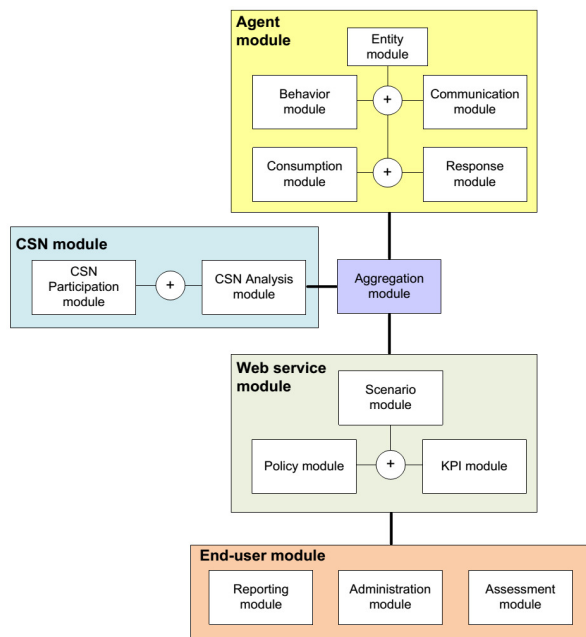 Agent
module
Entity
module
Behavior
module
+
Communication
module
Consumption
module
+
Response
module
CSN module
CSN
Participation
module
+
CSN Analysis
module
Aggregation
module
Web service
module
Scenario
module
Policy module
+
KPI module
End-user module
Reporting
module
Administration
module
Assessment
module